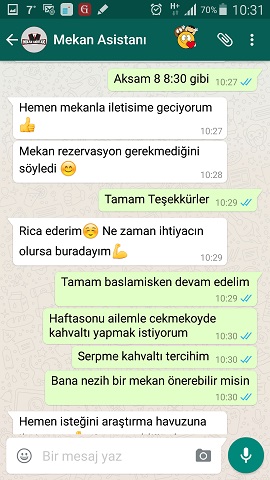 7°
70%
10:31
Mekan Asistanı
Aksam 8 8:30 gibi
10:27
Hemen mekanla iletisime geciyorum
👍
10:27
Mekan rezervasyon gerekmediğini
söyledi 😊
10:28
Tamam Teşekkürler
10:29
Rica ederim☺️ Ne zaman ihtiyacın
olursa buradayım💪
10:29
Tamam baslamisken devam edelim
10:29
Haftasonu ailemle cekmekoyde
kahvaltı yapmak istiyorum
10:30
Serpme kahvaltı tercihim
10:30
Bana nezih bir mekan önerebilir misin
10:30
Hemen isteğini araştırma havuzuna
Bir mesaj yaz